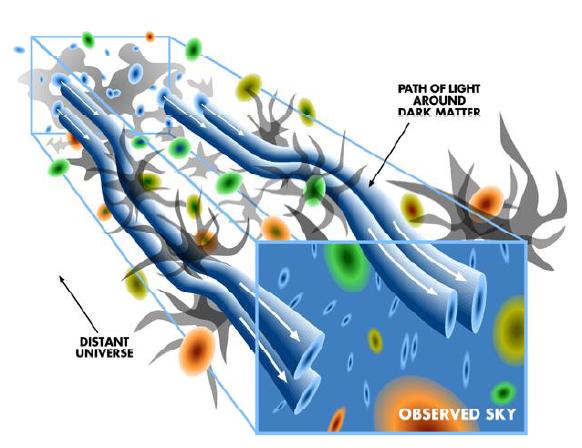 PATH OF LIGHT
AROUND
DARK MATTER
DISTANT
UNIVERSE
OBSERVED SKY